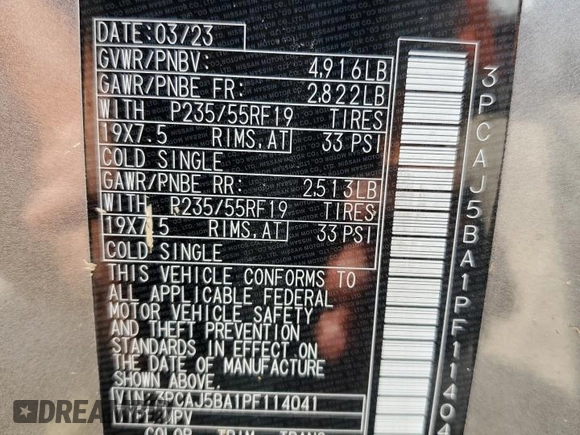 DATE: 03/23
GVWR/PNBV: 4,916LB
GAWR/PNBE FR: 2,822LB
WITH P235/55RF19 TIRES
19X7.5 RIMS, AT 33 PSI
COLD SINGLE
GAWR/PNBE RR: 2,513LB
WITH P235/55RF19 TIRES
19X7.5 RIMS, AT 33 PSI
COLD SINGLE
THIS VEHICLE CONFORMS TO
ALL APPLICABLE FEDERAL
MOTOR VEHICLE SAFETY
AND THEFT PREVENTION
STANDARDS IN EFFECT ON
THE DATE OF MANUFACTURE
SHOWN ABOVE.
VIN: 3PCAJ5BA1PF114041
MPV
COLOR TRIM TRANS
3PCAJ5BA1PF11404